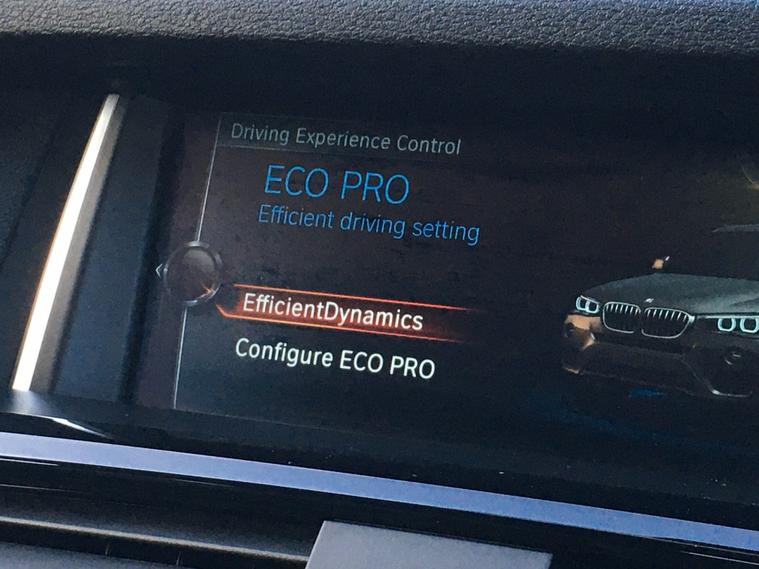 Driving Experience Control
ECO PRO
Efficient driving setting
EfficientDynamics
Configure ECO PRO